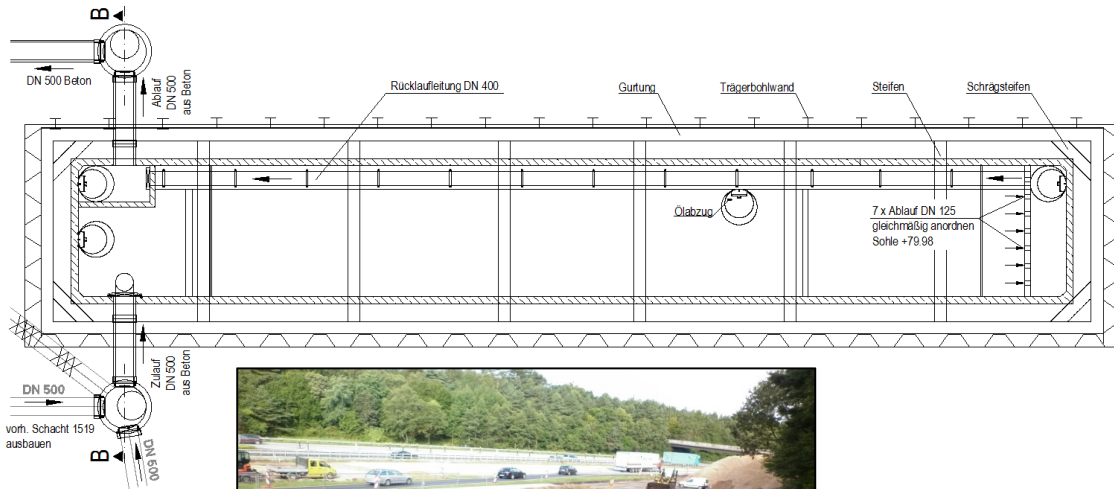 B
DN 500 Beton
Ablauf
DN 500
aus Beton
Rücklaufleitung DN 400
Gurtung
Trägerbohlwand
Steifen
Schrägsteifen
Ölabzug
7 x Ablauf DN 125
gleichmäßig anordnen
Sohle +79.98
Zulauf
DN 500
aus Beton
DN 500
vorh. Schacht 1519
ausbauen
B
DN 500